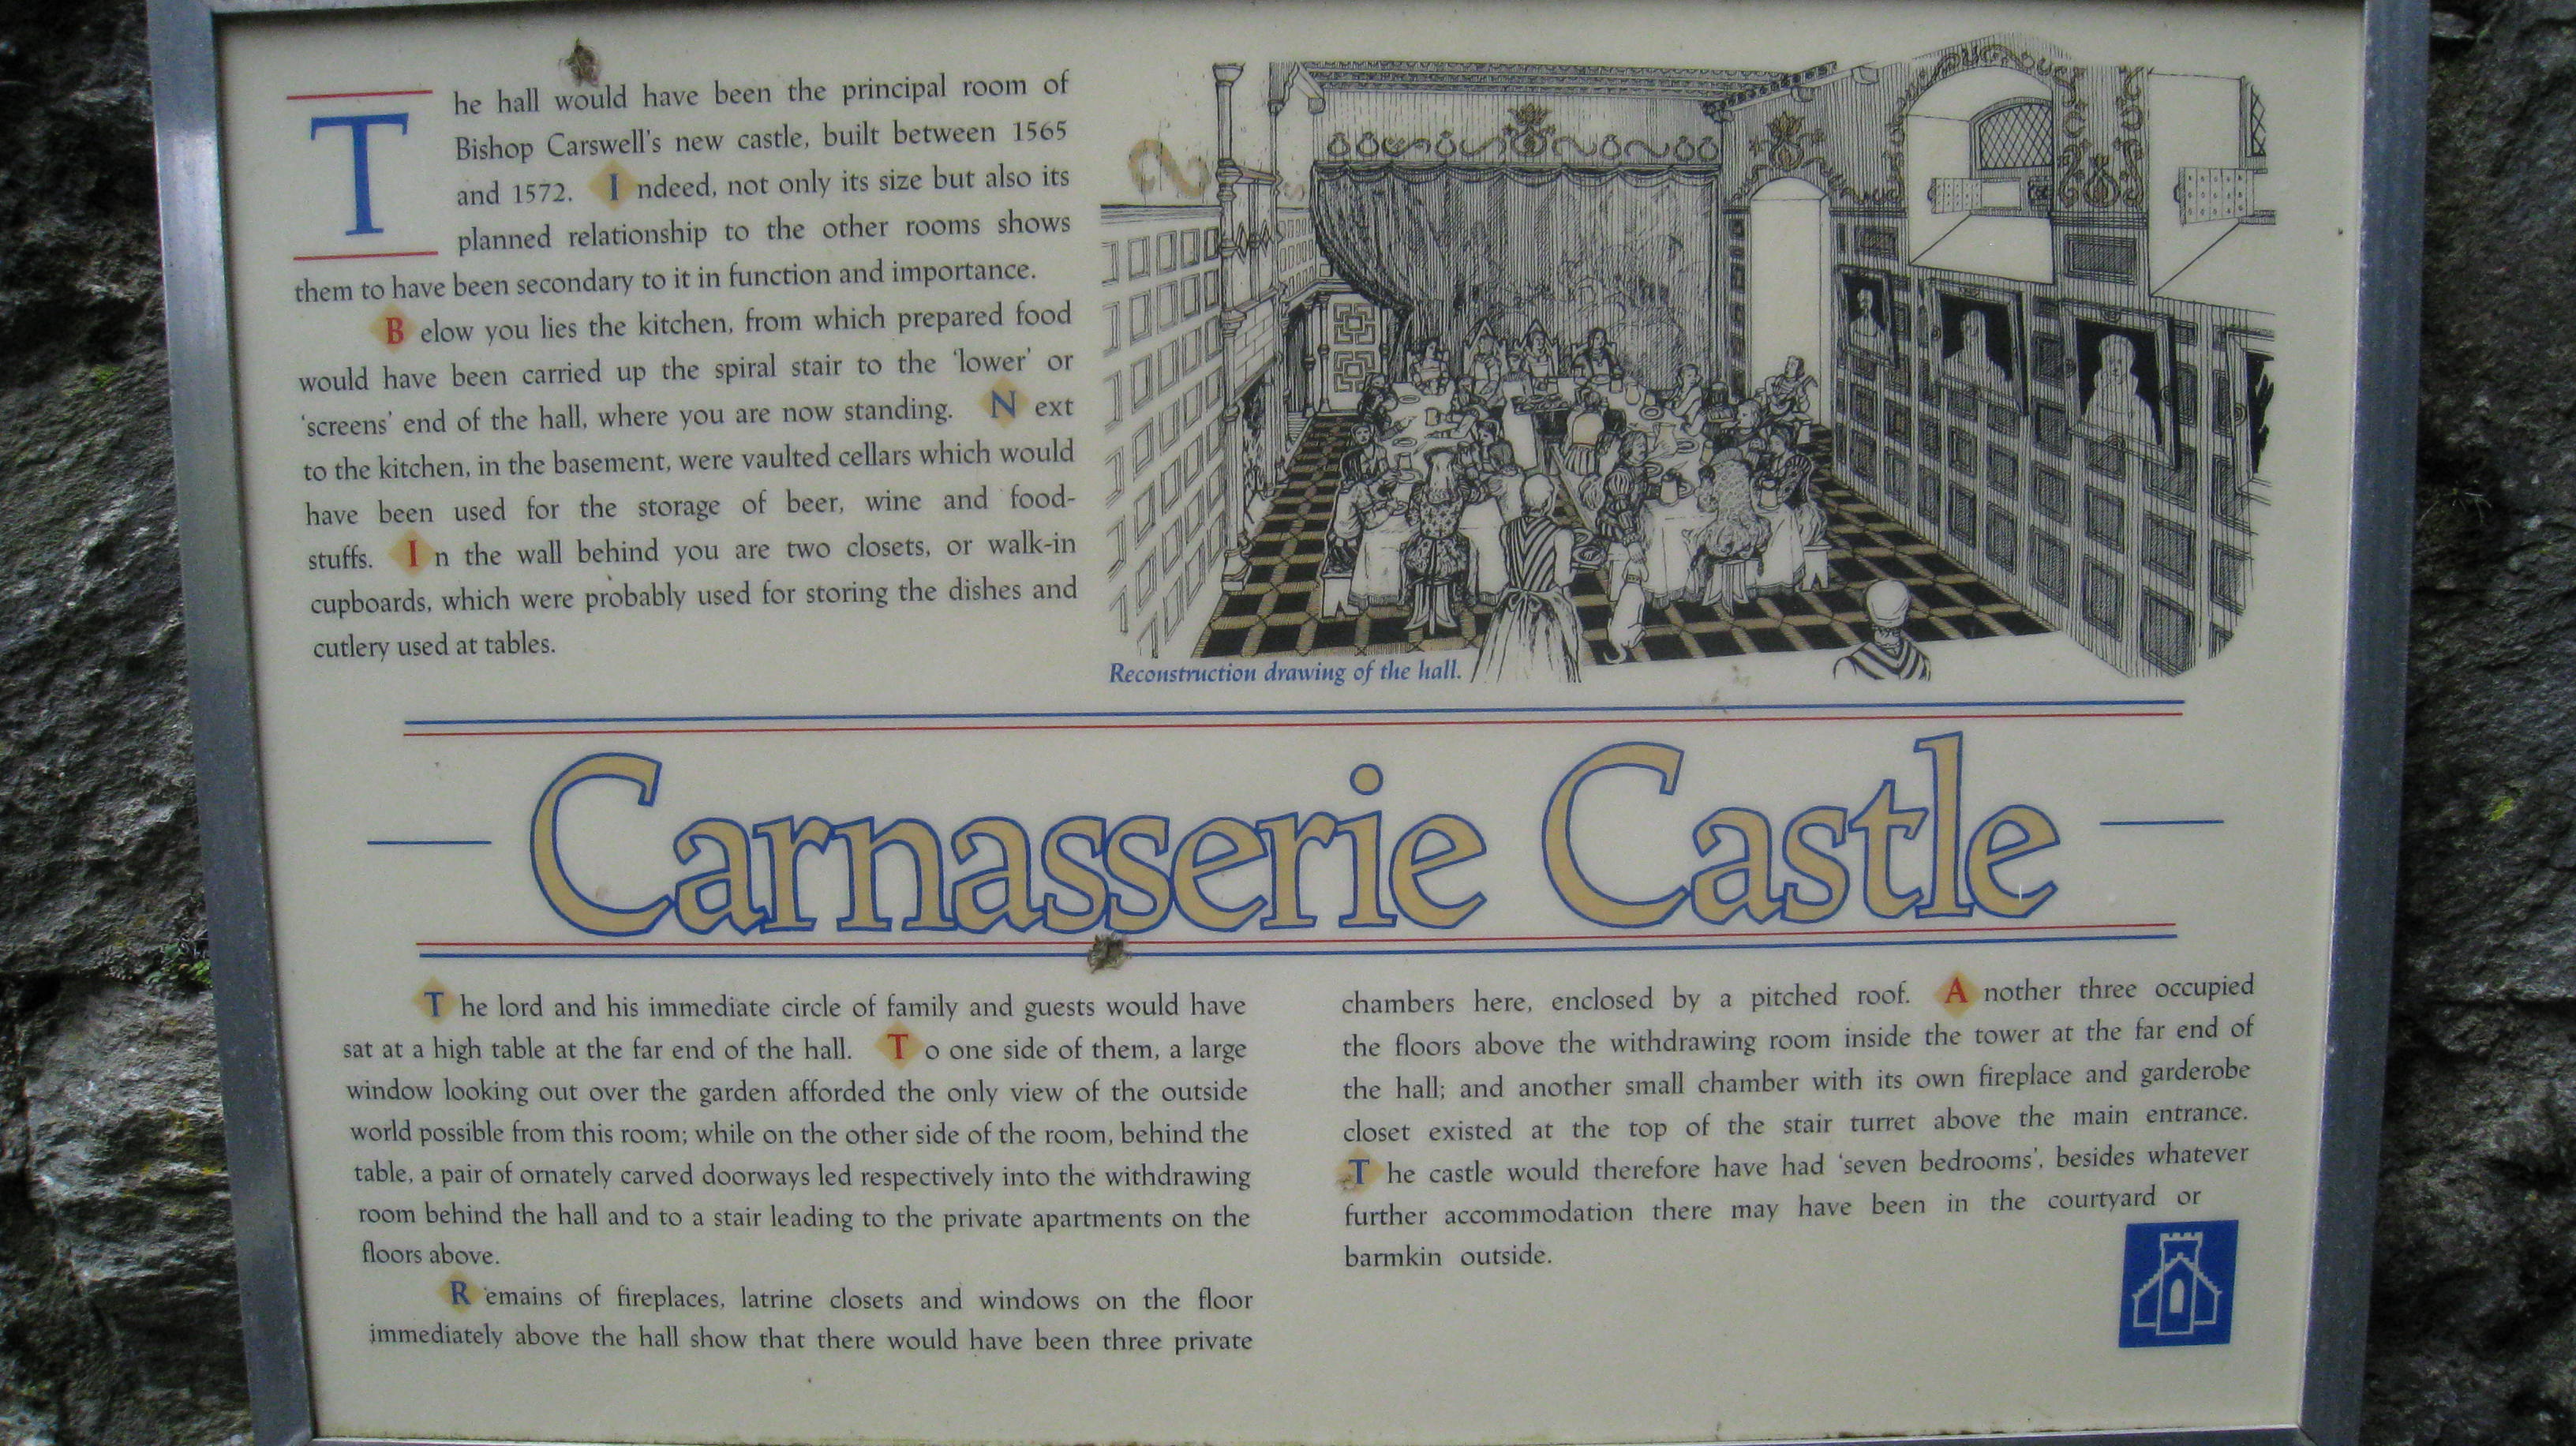 The hall would have been the principal room of
Bishop Carswell's new castle, built between 1565
and 1572. Indeed, not only its size but also its
planned relationship to the other rooms shows
them to have been secondary to it in function and importance.
Below you lies the kitchen, from which prepared food
would have been carried up the spiral stair to the 'lower' or
'screens' end of the hall, where you are now standing. Next
to the kitchen, in the basement, were vaulted cellars which would
have been used for the storage of beer, wine and food-
stuffs. In the wall behind you are two closets, or walk-in
cupboards, which were probably used for storing the dishes and
cutlery used at tables.
Reconstruction drawing of the hall.
Carnasserie Castle
The lord and his immediate circle of family and guests would have
sat at a high table at the far end of the hall. To one side of them, a large
window looking out over the garden afforded the only view of the outside
world possible from this room; while on the other side of the room, behind the
table, a pair of ornately carved doorways led respectively into the withdrawing
room behind the hall and to a stair leading to the private apartments on the
floors above.
Remains of fireplaces, latrine closets and windows on the floor
immediately above the hall show that there would have been three private
chambers here, enclosed by a pitched roof. Another three occupied
the floors above the withdrawing room inside the tower at the far end of
the hall; and another small chamber with its own fireplace and garderobe
closet existed at the top of the stair turret above the main entrance.
The castle would therefore have had 'seven bedrooms', besides whatever
further accommodation there may have been in the courtyard or
barmkin outside.